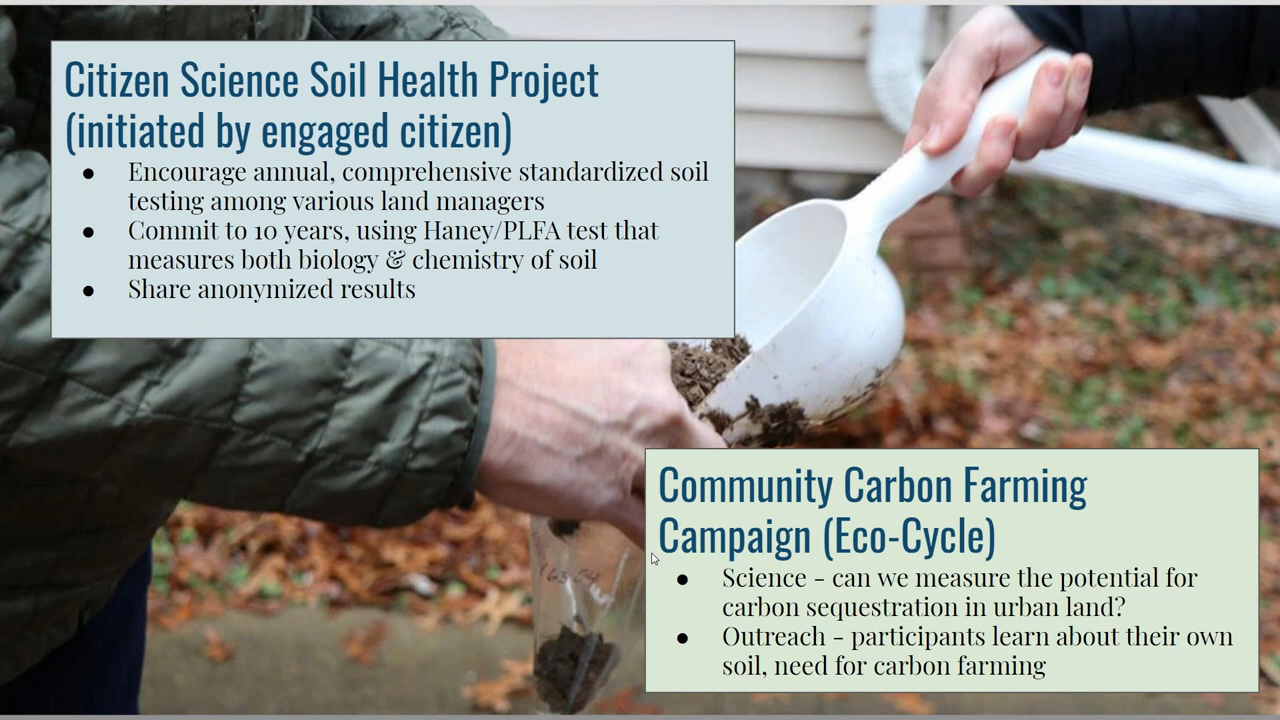 Citizen Science Soil Health Project
(initiated by engaged citizen)
● Encourage annual, comprehensive standardized soil
testing among various land managers
● Commit to 10 years, using Haney/PLFA test that
measures both biology & chemistry of soil
● Share anonymized results
Community Carbon Farming
Campaign (Eco-Cycle)
● Science - can we measure the potential for
carbon sequestration in urban land?
● Outreach - participants learn about their own
soil, need for carbon farming